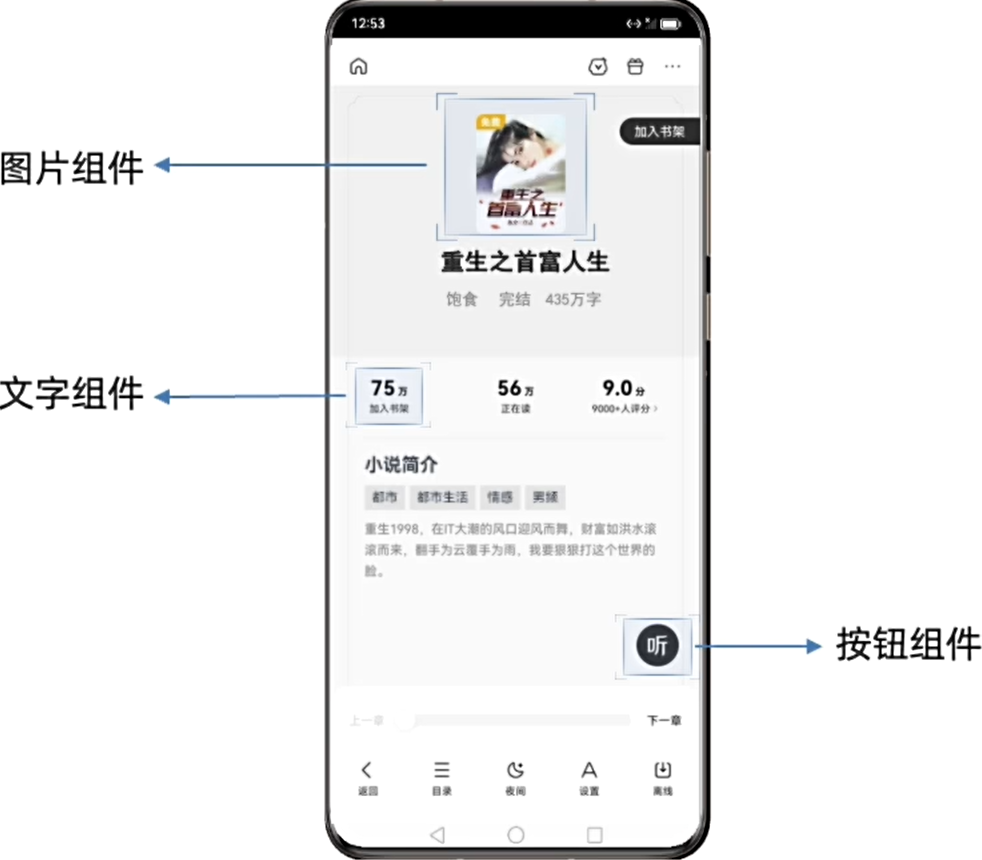 12:53
加入书架
免费
重生之
首富人生
重生之首富人生
饱食 完结 435万字
图片组件
文字组件
75万 56万 9.0分
加入书架 正在读 9000+人评分 ›
小说简介
都市 都市生活 情感 男频
重生1998，在IT大潮的风口迎风而舞，财富如洪水滚
滚而来，翻手为云覆手为雨，我要狠狠打这个世界的
脸。
听
按钮组件
上一章 下一章
返回 目录 夜间 设置 离线